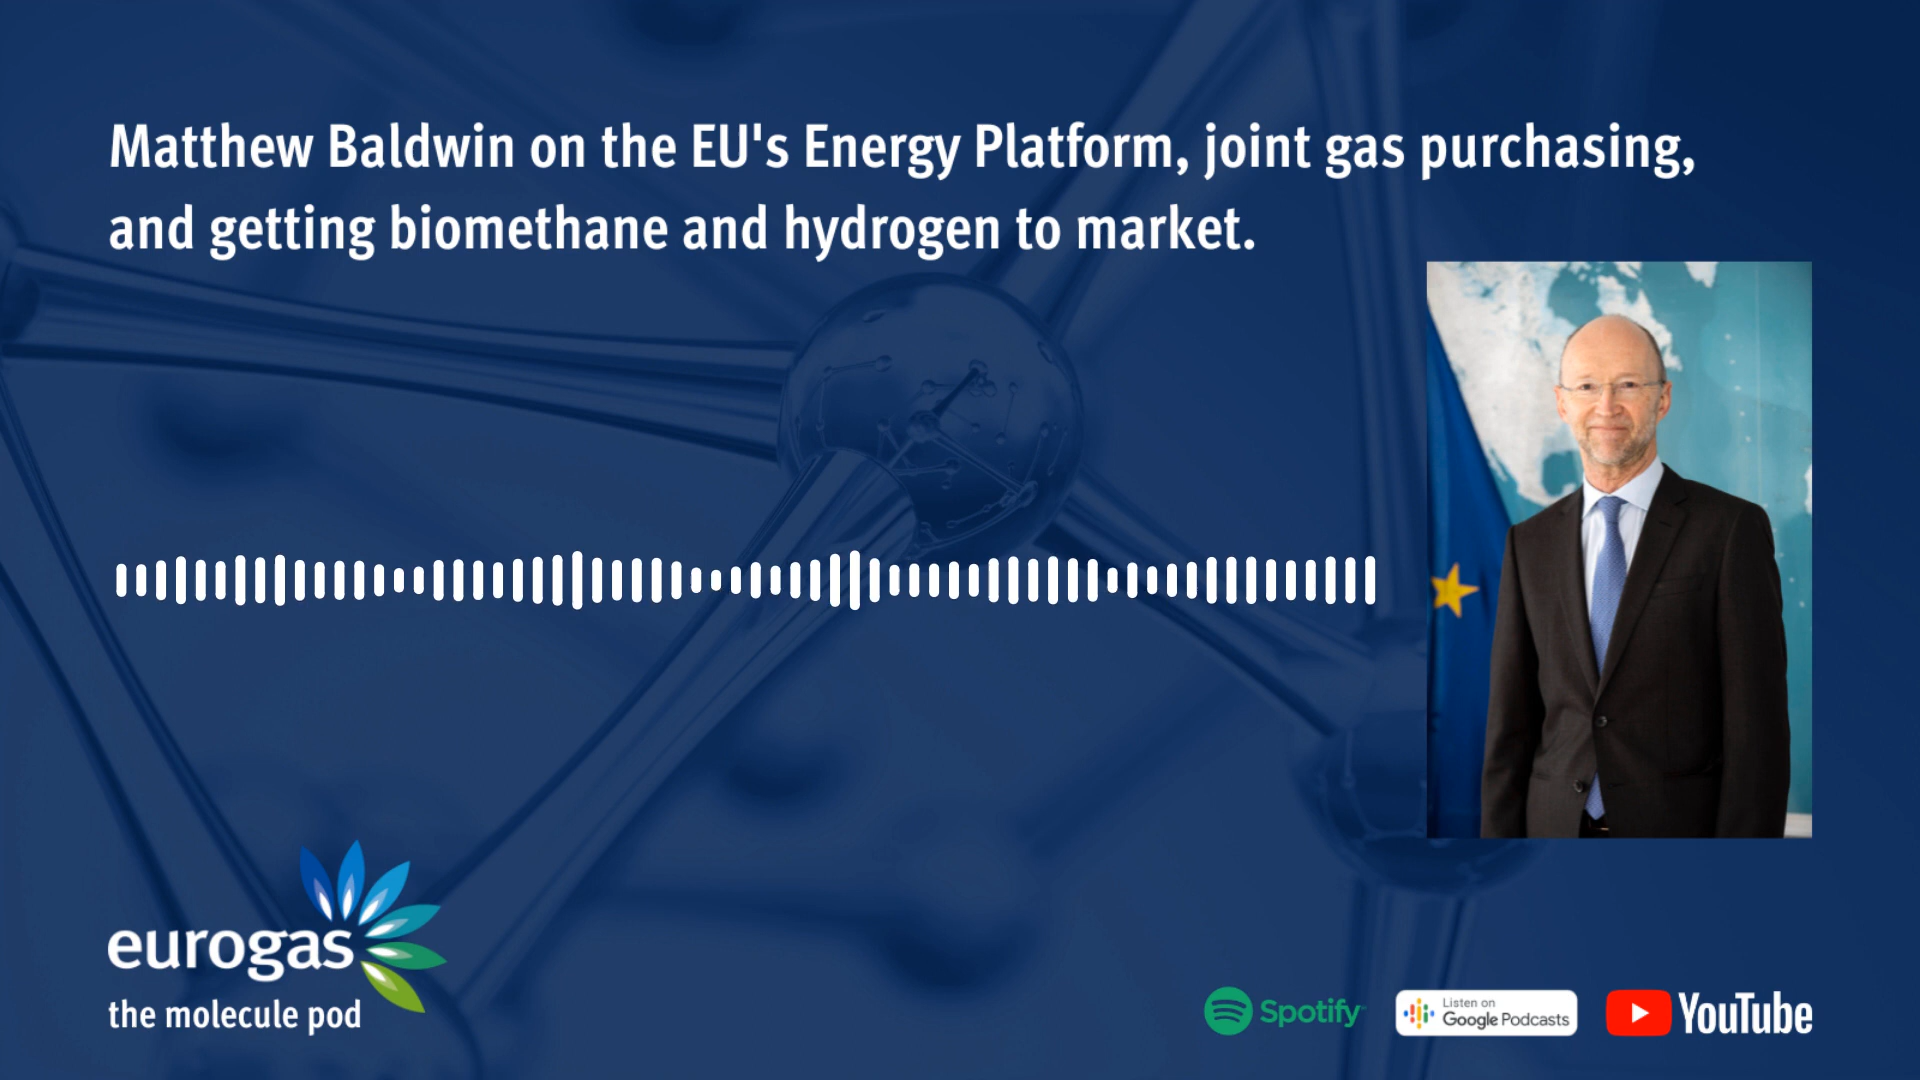 Matthew Baldwin on the EU's Energy Platform, joint gas purchasing,
and getting biomethane and hydrogen to market.
eurogas
the molecule pod
Spotify
Listen on
Google Podcasts
YouTube